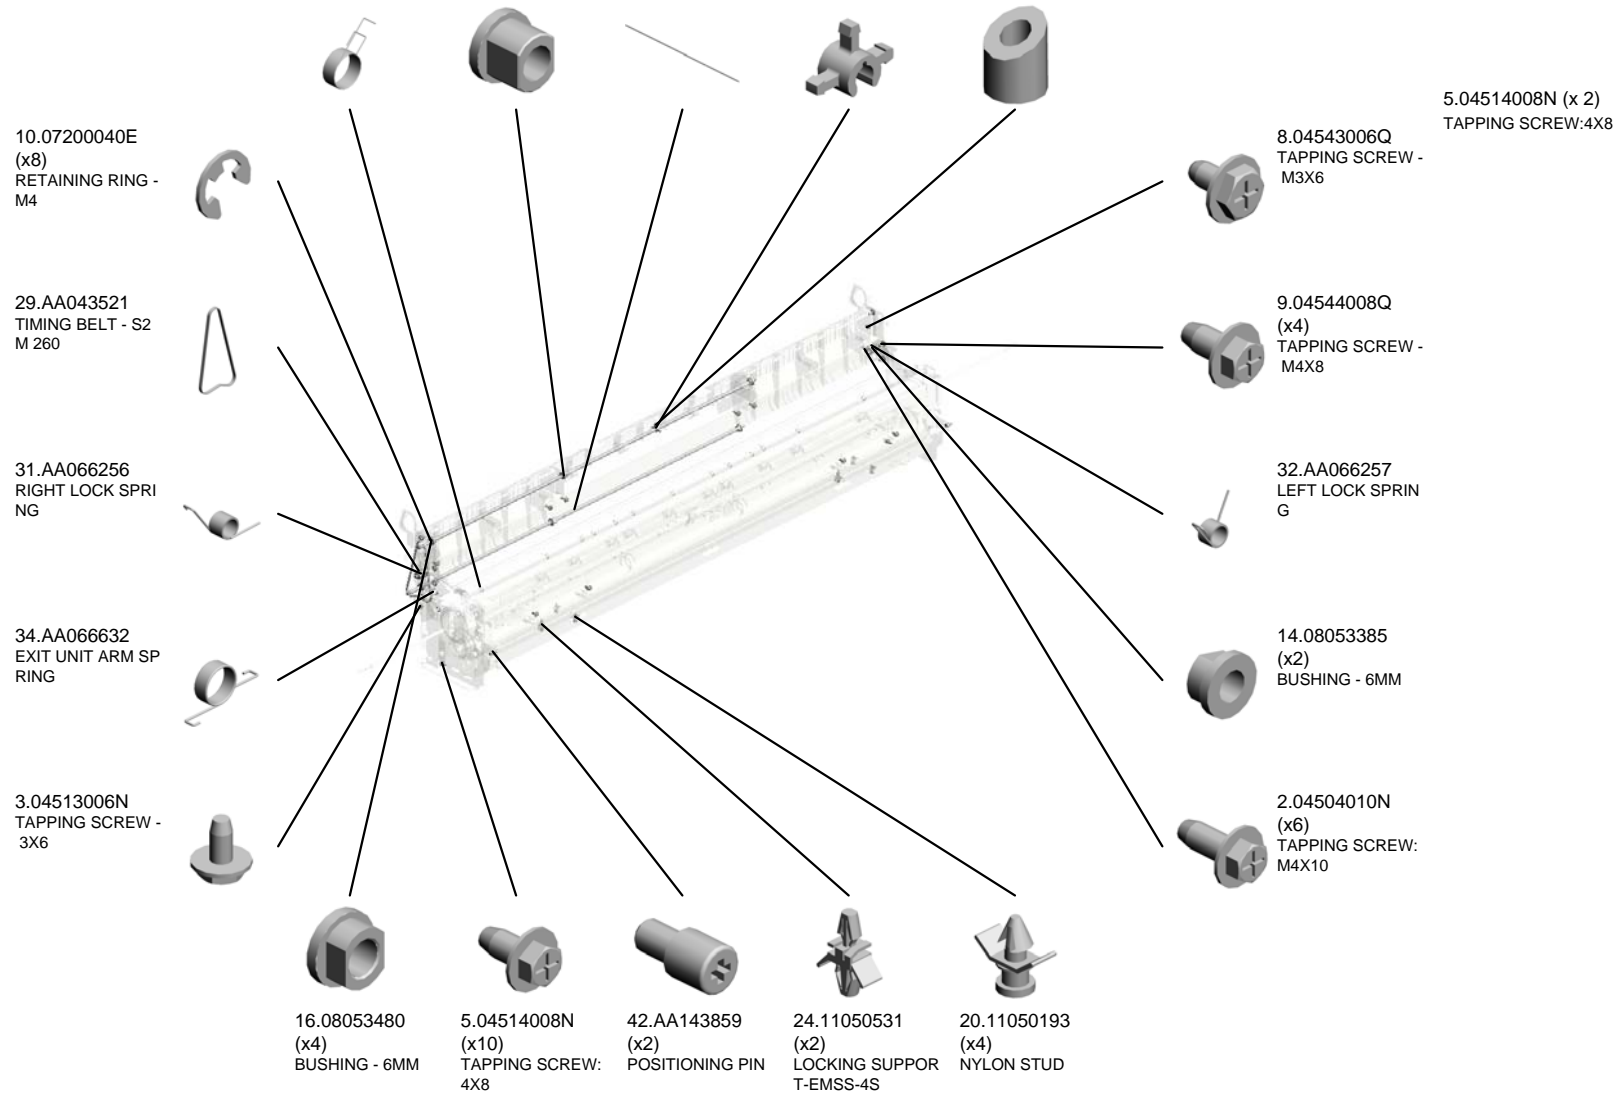 5.04514008N (x 2)
TAPPING SCREW:4X8
10.07200040E
(x8)
RETAINING RING -
M4
8.04543006Q
TAPPING SCREW -
M3X6
29.AA043521
TIMING BELT - S2
M 260
9.04544008Q
(x4)
TAPPING SCREW -
M4X8
31.AA066256
RIGHT LOCK SPRI
NG
32.AA066257
LEFT LOCK SPRIN
G
34.AA066632
EXIT UNIT ARM SP
RING
14.08053385
(x2)
BUSHING - 6MM
3.04513006N
TAPPING SCREW -
3X6
2.04504010N
(x6)
TAPPING SCREW:
M4X10
16.08053480
(x4)
BUSHING - 6MM
5.04514008N
(x10)
TAPPING SCREW:
4X8
42.AA143859
(x2)
POSITIONING PIN
24.11050531
(x2)
LOCKING SUPPOR
T-EMSS-4S
20.11050193
(x4)
NYLON STUD